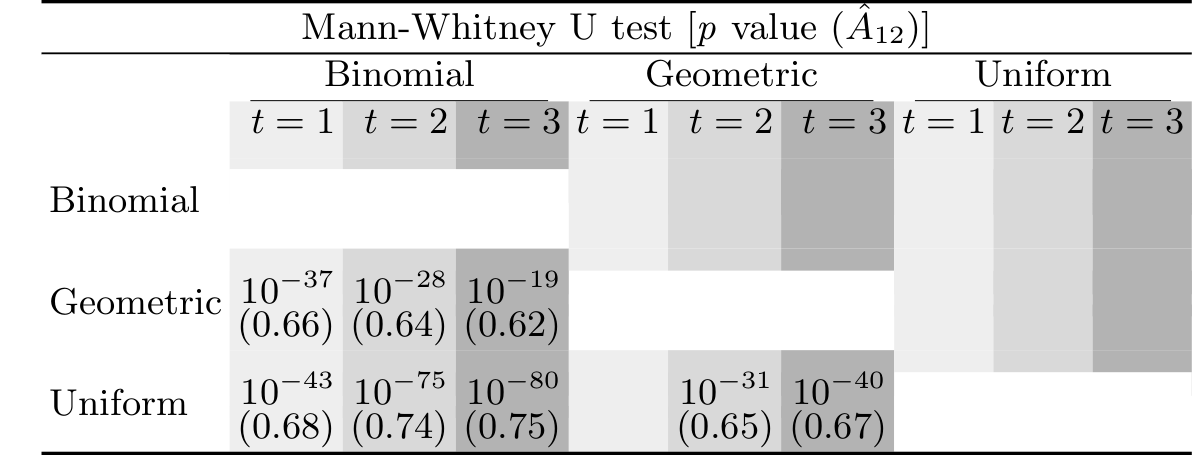 Mann-Whitney U test [p value (Â₁₂)]
Binomial Geometric Uniform
t = 1 t = 2 t = 3 t = 1 t = 2 t = 3 t = 1 t = 2 t = 3
Binomial
Geometric 10⁻³⁷ 10⁻²⁸ 10⁻¹⁹
(0.66) (0.64) (0.62)
Uniform 10⁻⁴³ 10⁻⁷⁵ 10⁻⁸⁰ 10⁻³¹ 10⁻⁴⁰
(0.68) (0.74) (0.75) (0.65) (0.67)